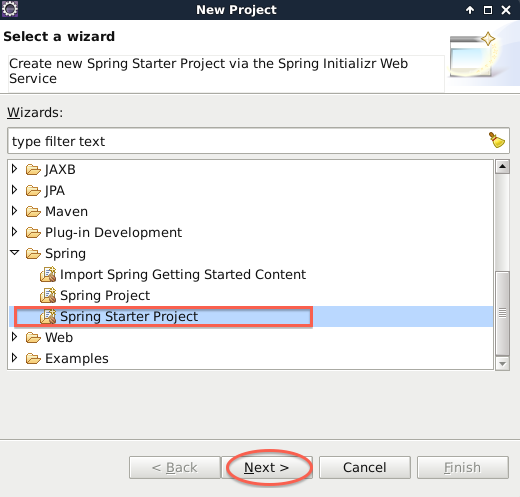 New Project
Select a wizard
Create new Spring Starter Project via the Spring Initializr Web
Service
Wizards:
type filter text
JAXB
JPA
Maven
Plug-in Development
Spring
Import Spring Getting Started Content
Spring Project
Spring Starter Project
Web
Examples
< Back
Next >
Cancel
Finish